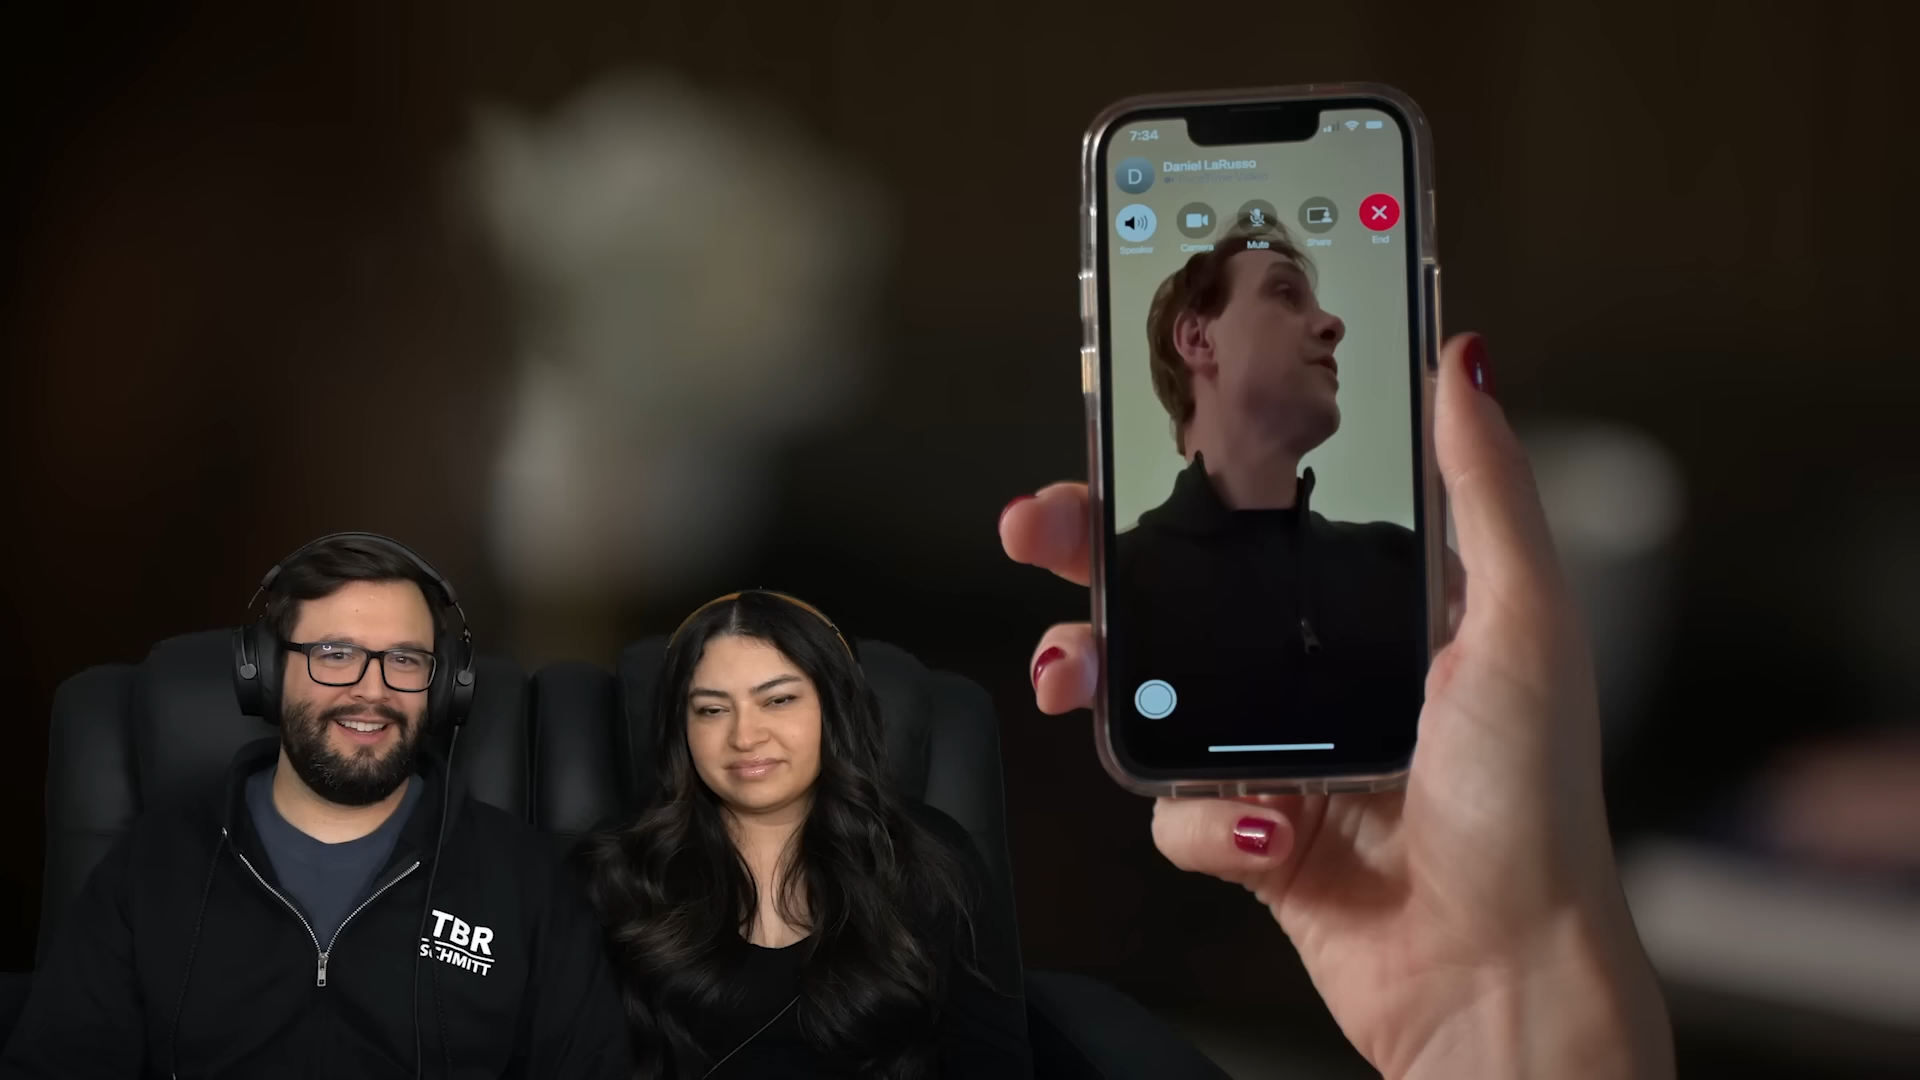 7:34
D
Daniel LaRusso
Speaker
Camera
Mute
Share
End
TBR
SCHMITT